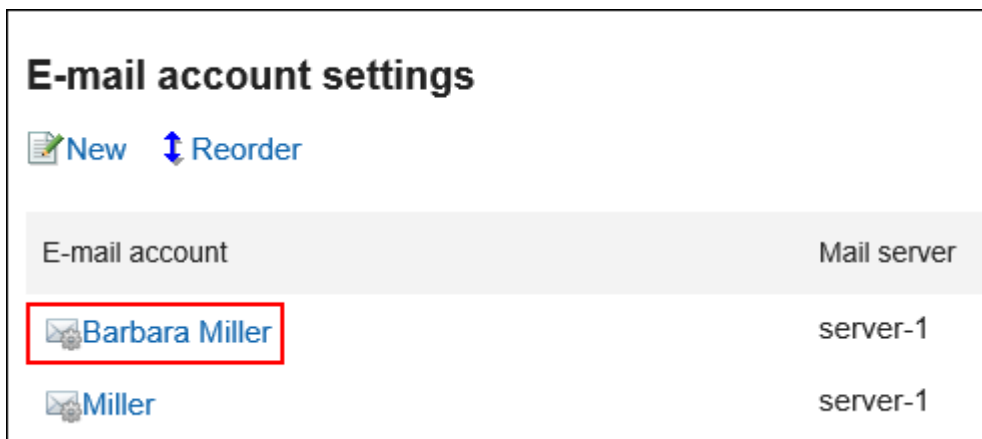 E-mail account settings
New Reorder
E-mail account Mail server
Barbara Miller server-1
Miller server-1